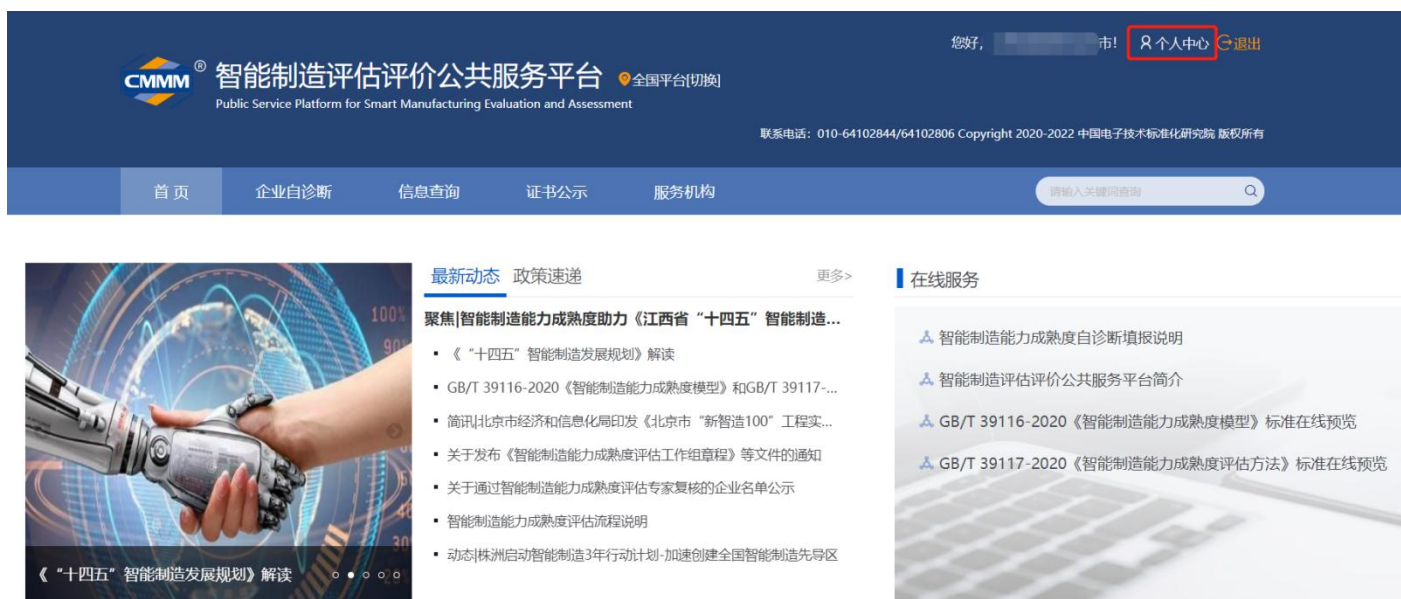 您好，
市!
个人中心
退出
CMMM®
智能制造评估评价公共服务平台
全国平台[切换]
Public Service Platform for Smart Manufacturing Evaluation and Assessment
联系电话：010-64102844/64102806 Copyright 2020-2022 中国电子技术标准化研究院 版权所有
首页
企业自诊断
信息查询
证书公示
服务机构
请输入关键词查询
《“十四五”智能制造发展规划》解读
最新动态
政策速递
更多>
聚焦|智能制造能力成熟度助力《江西省“十四五”智能制造...
《“十四五”智能制造发展规划》解读
GB/T 39116-2020《智能制造能力成熟度模型》和GB/T 39117-...
简讯|北京市经济和信息化局印发《北京市“新智造100”工程实...
关于发布《智能制造能力成熟度评估工作组章程》等文件的通知
关于通过智能制造能力成熟度评估专家复核的企业名单公示
智能制造能力成熟度评估流程说明
动态|株洲启动智能制造3年行动计划-加速创建全国智能制造先导区
在线服务
智能制造能力成熟度自诊断填报说明
智能制造评估评价公共服务平台简介
GB/T 39116-2020《智能制造能力成熟度模型》标准在线预览
GB/T 39117-2020《智能制造能力成熟度评估方法》标准在线预览